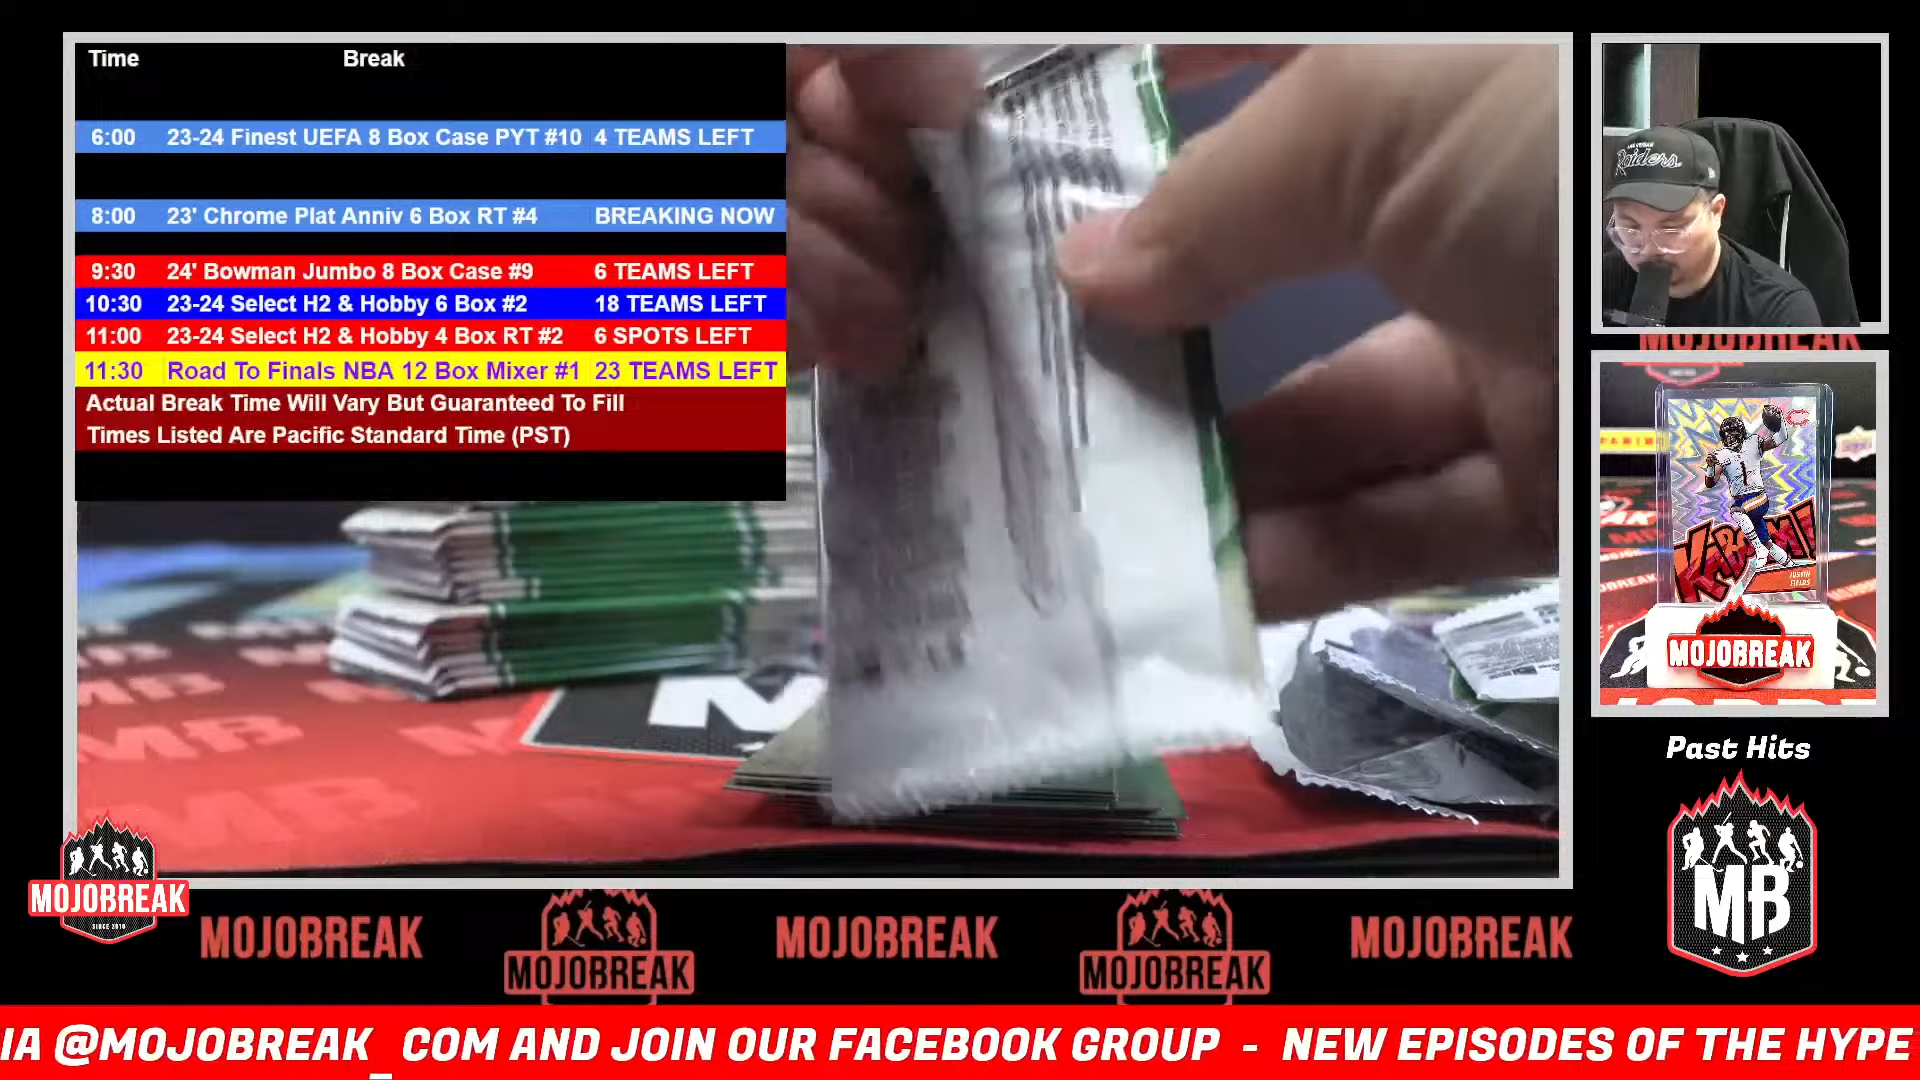 Time Break
6:00 23-24 Finest UEFA 8 Box Case PYT #10 4 TEAMS LEFT
8:00 23' Chrome Plat Anniv 6 Box RT #4 BREAKING NOW
9:30 24' Bowman Jumbo 8 Box Case #9 6 TEAMS LEFT
10:30 23-24 Select H2 & Hobby 6 Box #2 18 TEAMS LEFT
11:00 23-24 Select H2 & Hobby 4 Box RT #2 6 SPOTS LEFT
11:30 Road To Finals NBA 12 Box Mixer #1 23 TEAMS LEFT
Actual Break Time Will Vary But Guaranteed To Fill
Times Listed Are Pacific Standard Time (PST)
Raiders
KABOOM!
JUSTIN
FIELDS
MOJOBREAK
Past Hits
MB
MOJOBREAK
SINCE 2010
MOJOBREAK
MOJOBREAK
MOJOBREAK
MOJOBREAK
MOJOBREAK
IA @MOJOBREAK_COM AND JOIN OUR FACEBOOK GROUP - NEW EPISODES OF THE HYPE